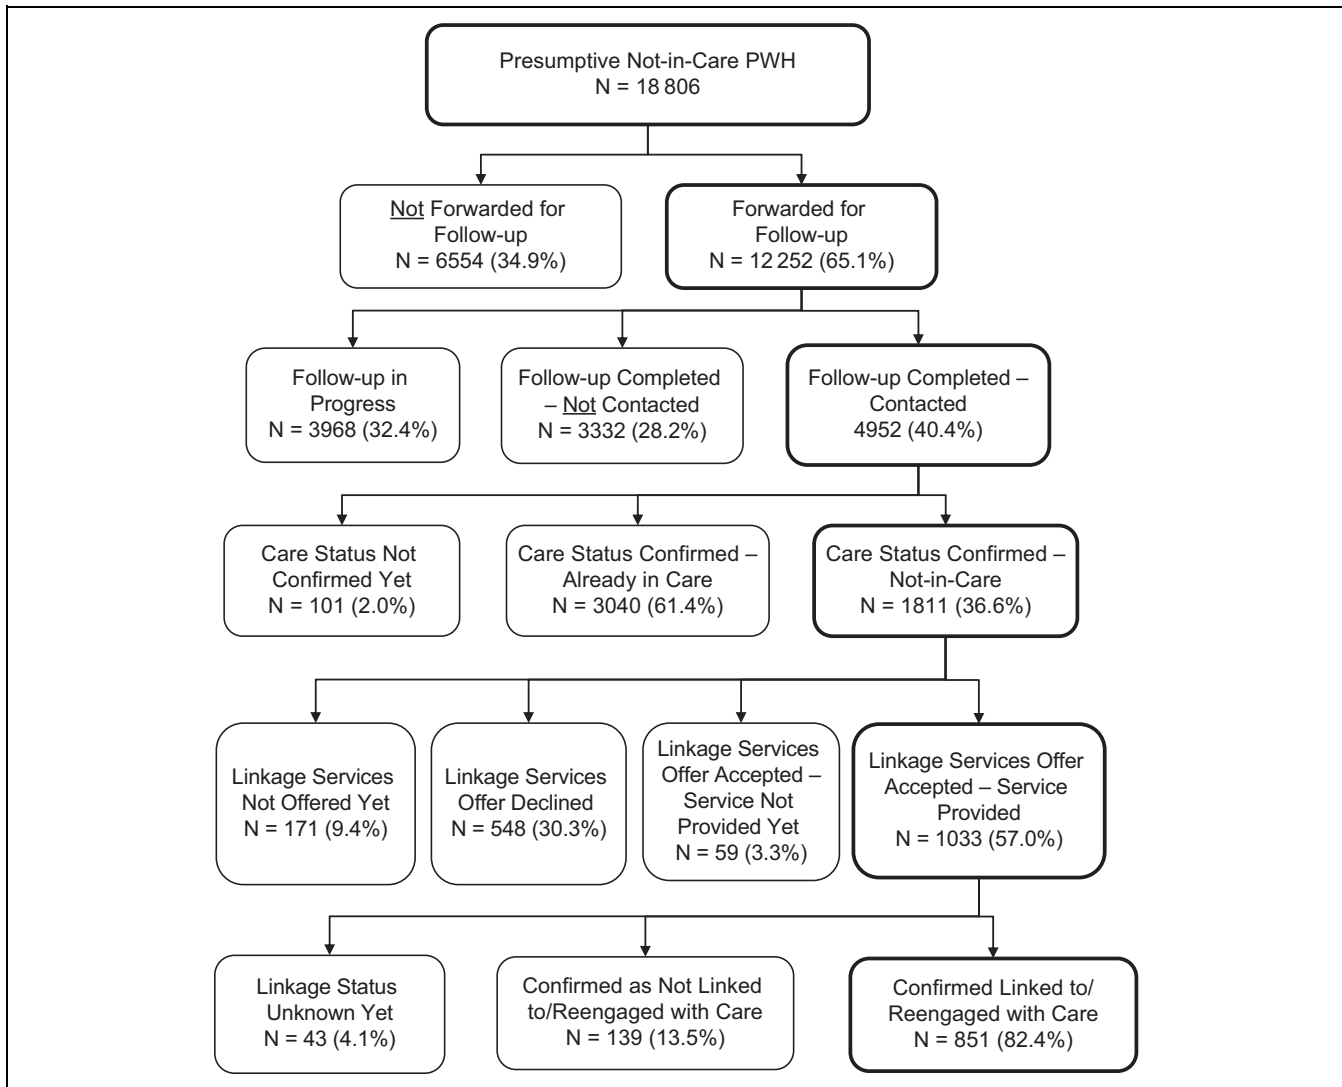 Presumptive Not-in-Care PWH
N = 18 806
Not Forwarded for
Follow-up
N = 6554 (34.9%)
Forwarded for
Follow-up
N = 12 252 (65.1%)
Follow-up in
Progress
N = 3968 (32.4%)
Follow-up Completed
– Not Contacted
N = 3332 (28.2%)
Follow-up Completed –
Contacted
4952 (40.4%)
Care Status Not
Confirmed Yet
N = 101 (2.0%)
Care Status Confirmed –
Already in Care
N = 3040 (61.4%)
Care Status Confirmed –
Not-in-Care
N = 1811 (36.6%)
Linkage Services
Not Offered Yet
N = 171 (9.4%)
Linkage Services
Offer Declined
N = 548 (30.3%)
Linkage Services
Offer Accepted –
Service Not
Provided Yet
N = 59 (3.3%)
Linkage Services Offer
Accepted – Service
Provided
N = 1033 (57.0%)
Linkage Status
Unknown Yet
N = 43 (4.1%)
Confirmed as Not Linked
to/Reengaged with Care
N = 139 (13.5%)
Confirmed Linked to/
Reengaged with Care
N = 851 (82.4%)